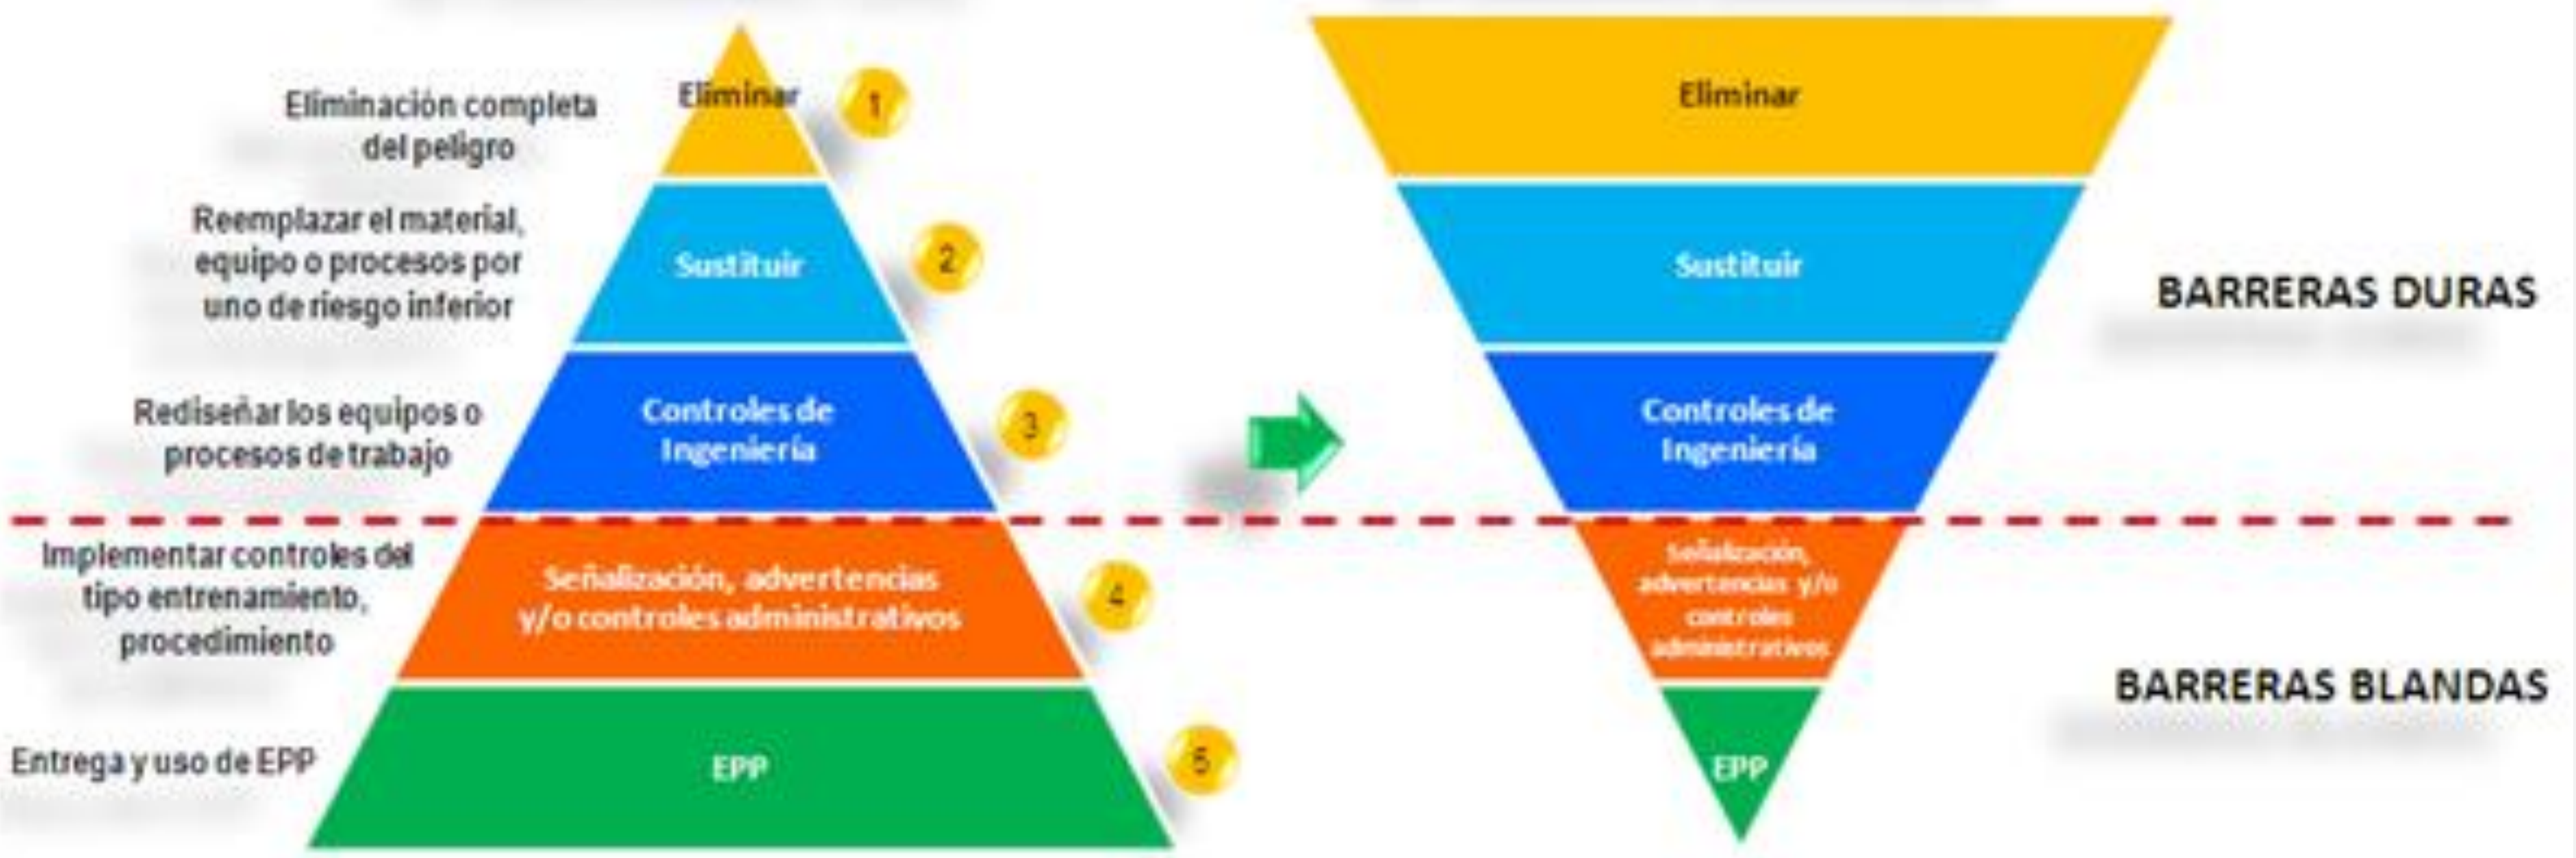 Eliminación completa
del peligro
Eliminar
1
Reemplazar el material,
equipo o procesos por
uno de riesgo inferior
Sustituir
2
Rediseñar los equipos o
procesos de trabajo
Controles de
Ingeniería
3
Implementar controles del
tipo entrenamiento,
procedimiento
Señalización, advertencias
y/o controles administrativos
4
Entrega y uso de EPP
EPP
5
Eliminar
Sustituir
Controles de
Ingeniería
Señalización,
advertencias y/o
controles
administrativos
EPP
BARRERAS DURAS
BARRERAS BLANDAS